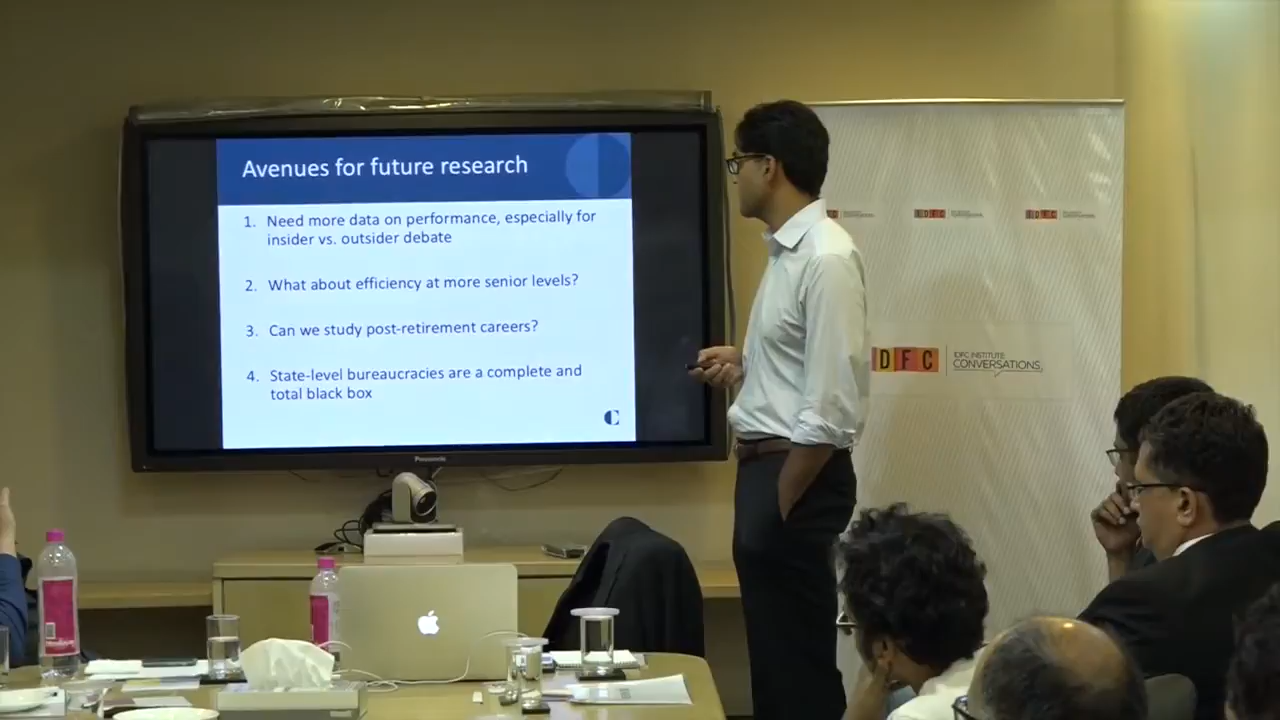 Avenues for future research
1. Need more data on performance, especially for
insider vs. outsider debate
2. What about efficiency at more senior levels?
3. Can we study post-retirement careers?
4. State-level bureaucracies are a complete and
total black box
C
Panasonic
IDFC
IDFC
DFC
IDFC INSTITUTE
CONVERSATIONS